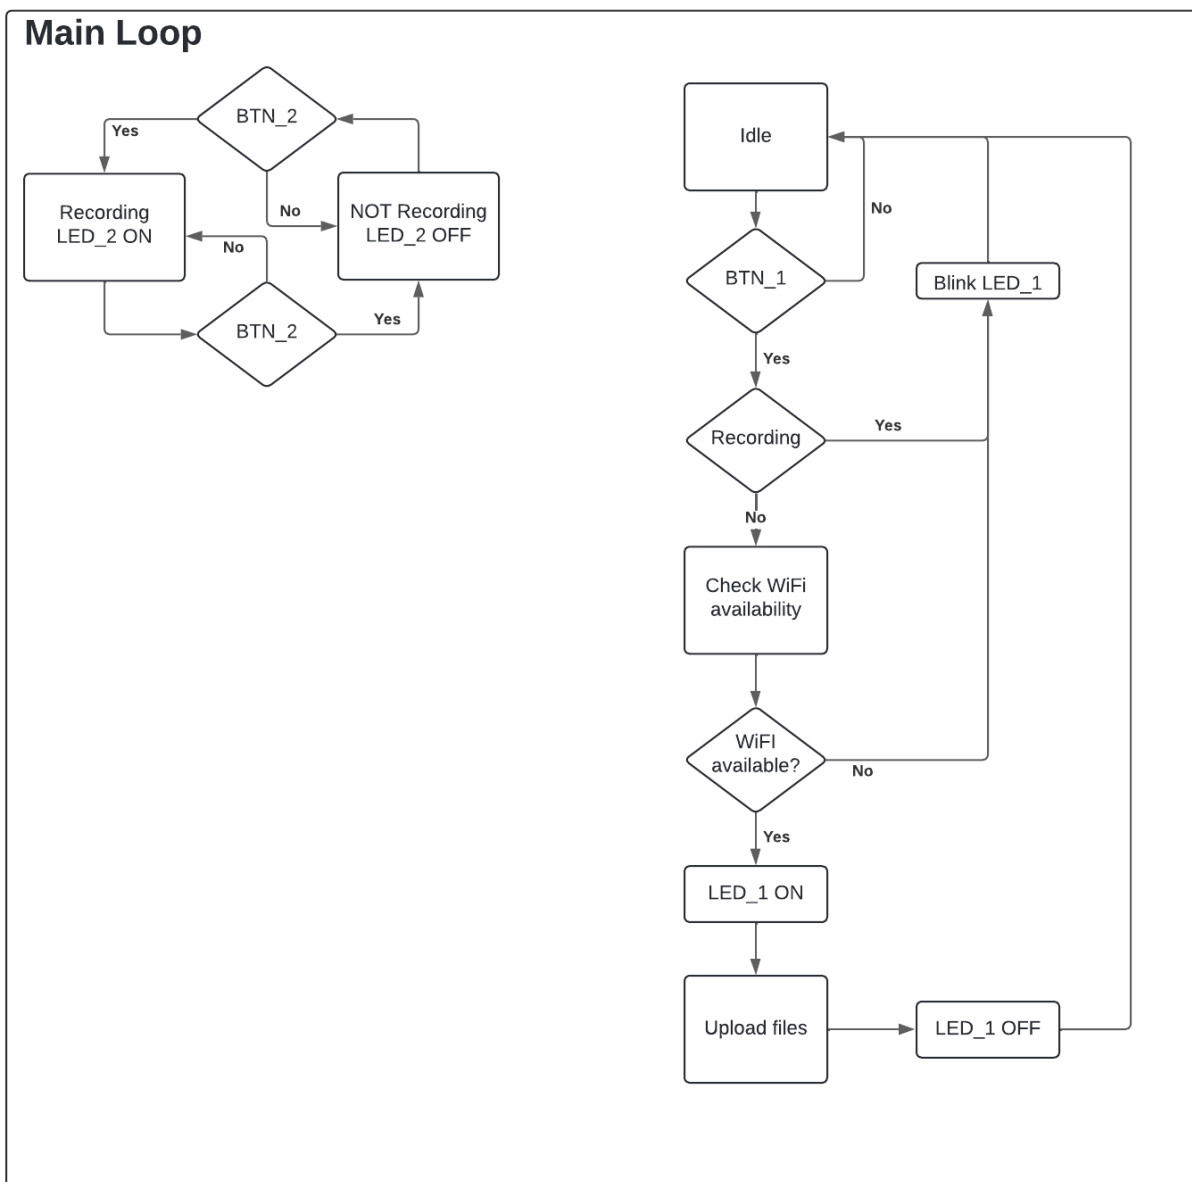 Main Loop
BTN_2
Yes
Recording
LED_2 ON
No
NOT Recording
LED_2 OFF
No
BTN_2
Yes
Idle
No
BTN_1
Blink LED_1
Yes
Recording
Yes
No
Check WiFi
availability
WiFI
available?
No
Yes
LED_1 ON
Upload files
LED_1 OFF